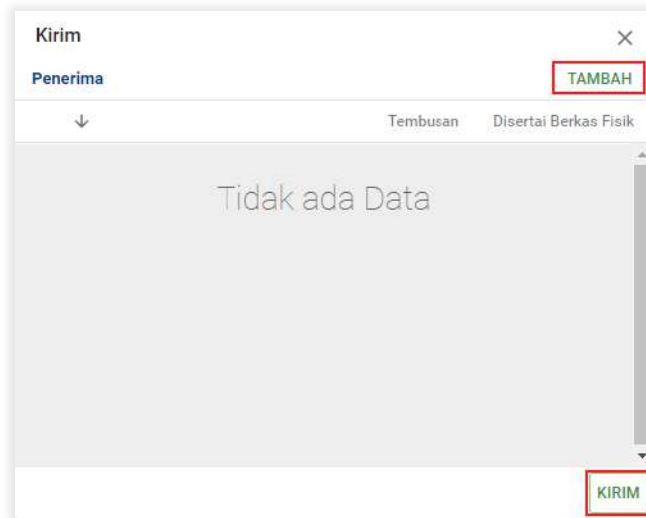 Kirim
Penerima TAMBAH
Tembusan Disertai Berkas Fisik
Tidak ada Data
KIRIM